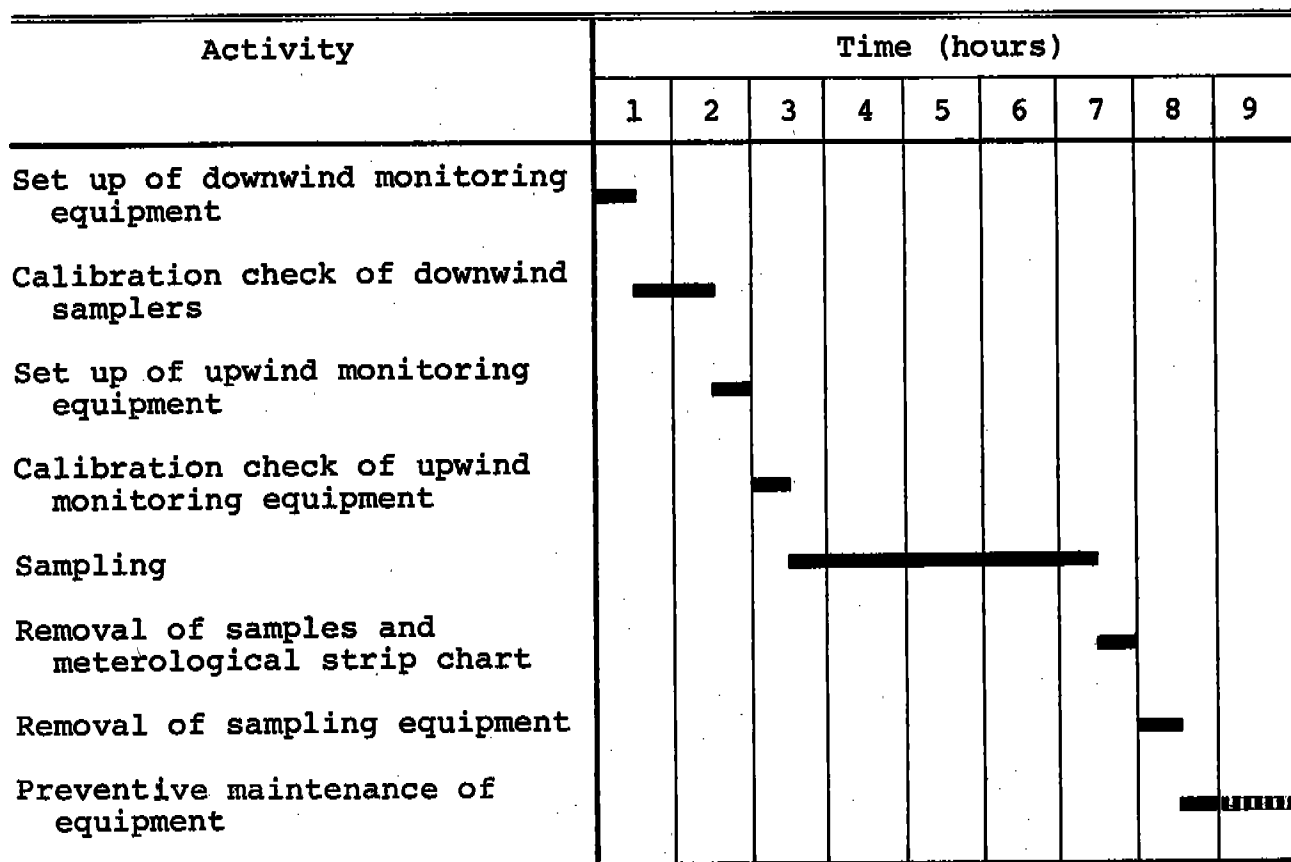 Activity
Time (hours)
1 2 3 4 5 6 7 8 9
Set up of downwind monitoring
equipment
Calibration check of downwind
samplers
Set up of upwind monitoring
equipment
Calibration check of upwind
monitoring equipment
Sampling
Removal of samples and
meterological strip chart
Removal of sampling equipment
Preventive maintenance of
equipment